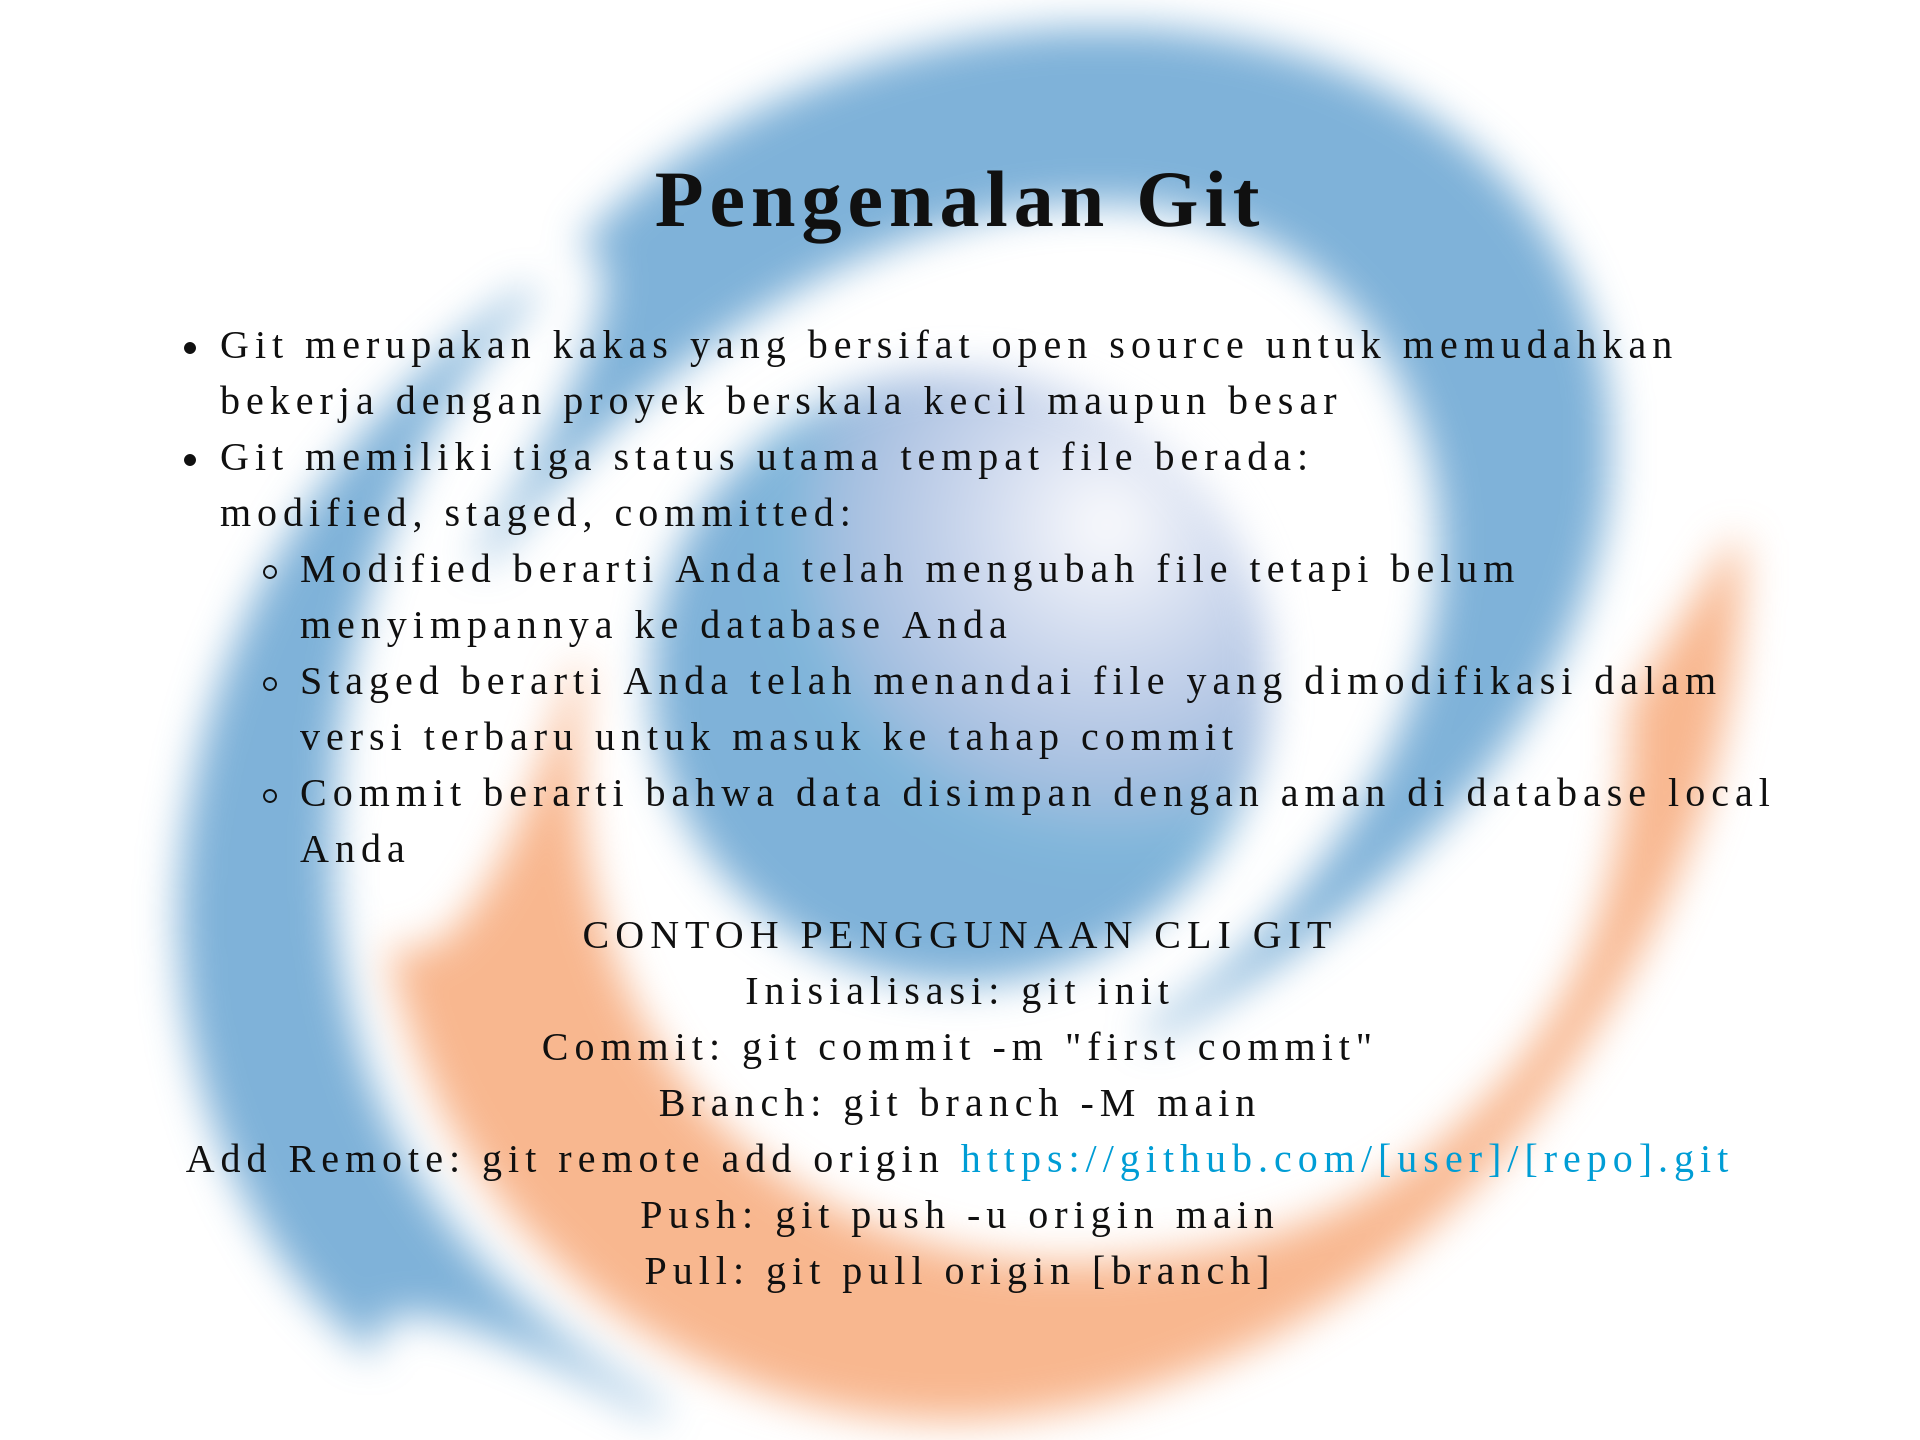 Pengenalan Git
• Git merupakan kakas yang bersifat open source untuk memudahkan
bekerja dengan proyek berskala kecil maupun besar
• Git memiliki tiga status utama tempat file berada:
modified, staged, committed:
○ Modified berarti Anda telah mengubah file tetapi belum
menyimpannya ke database Anda
○ Staged berarti Anda telah menandai file yang dimodifikasi dalam
versi terbaru untuk masuk ke tahap commit
○ Commit berarti bahwa data disimpan dengan aman di database local
Anda
CONTOH PENGGUNAAN CLI GIT
Inisialisasi: git init
Commit: git commit -m "first commit"
Branch: git branch -M main
Add Remote: git remote add origin https://github.com/[user]/[repo].git
Push: git push -u origin main
Pull: git pull origin [branch]